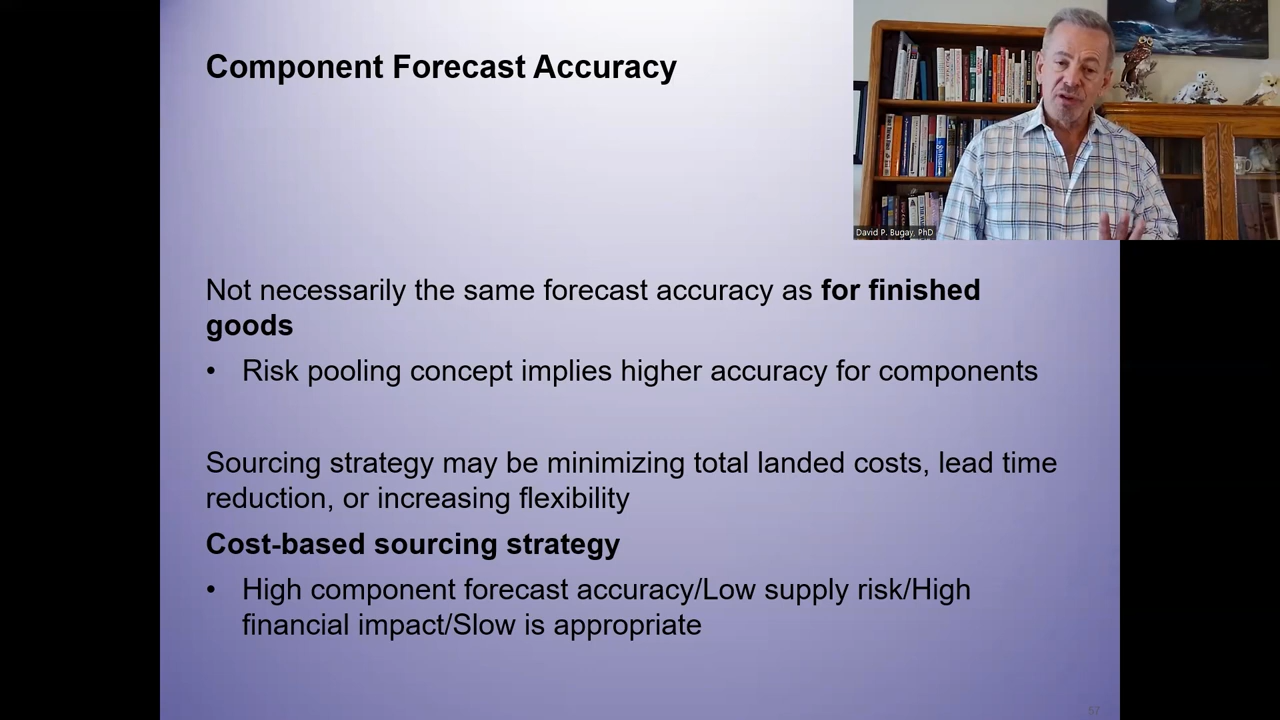 Component Forecast Accuracy
David P. Bugay, PhD
Not necessarily the same forecast accuracy as for finished
goods
• Risk pooling concept implies higher accuracy for components
Sourcing strategy may be minimizing total landed costs, lead time
reduction, or increasing flexibility
Cost-based sourcing strategy
• High component forecast accuracy/Low supply risk/High
financial impact/Slow is appropriate
57